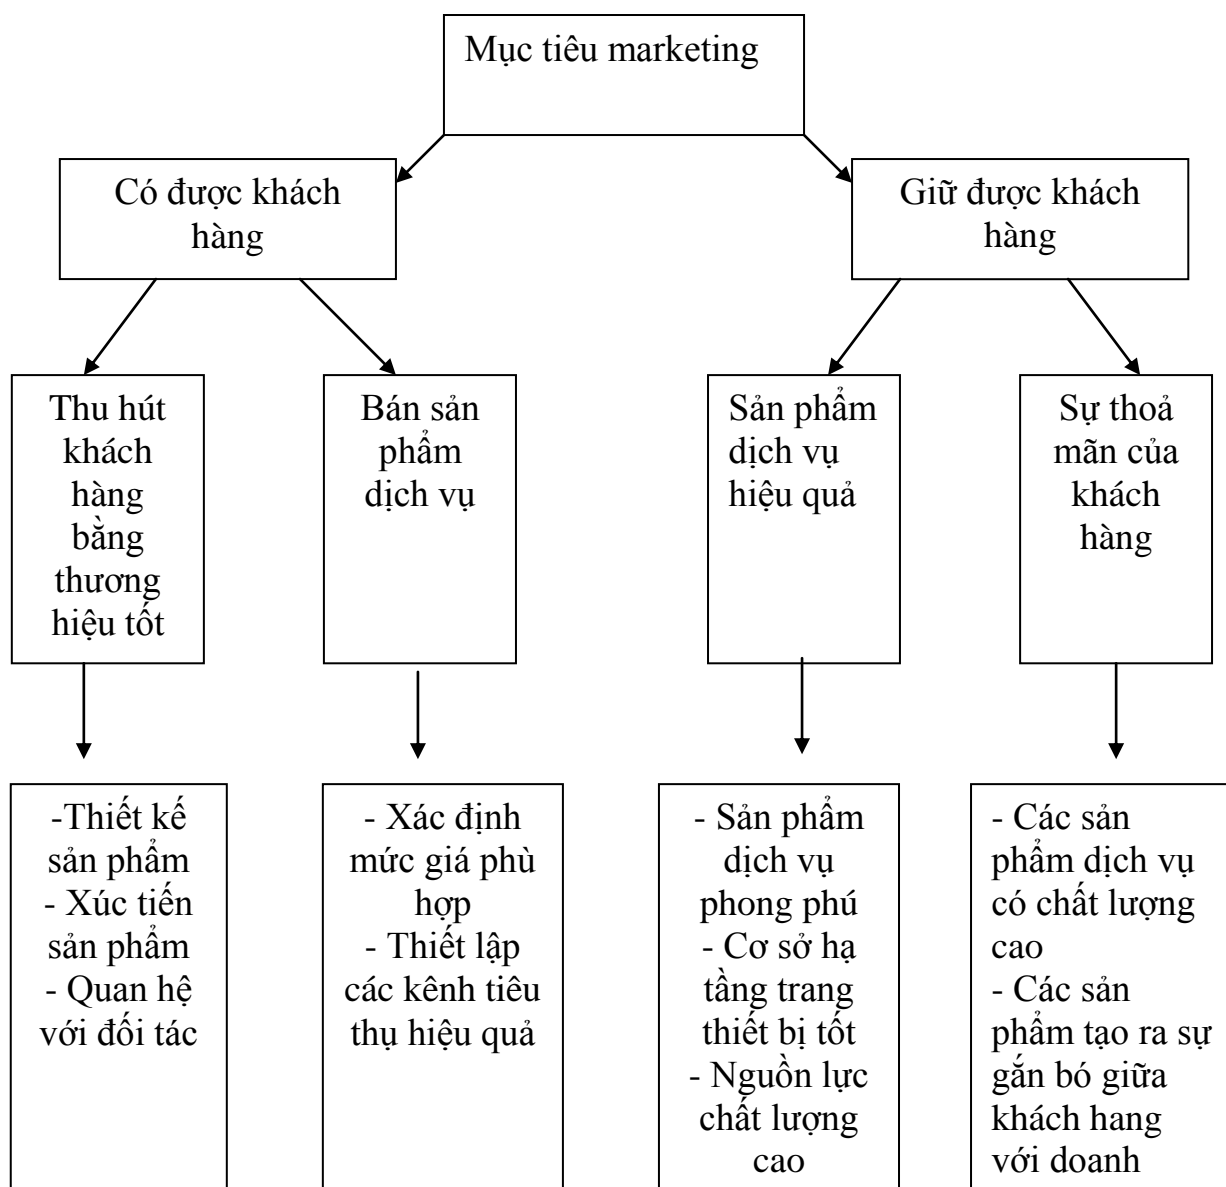 Mục tiêu marketing
Có được khách
hàng
Giữ được khách
hàng
Thu hút
khách
hàng
bằng
thương
hiệu tốt
Bán sản
phẩm
dịch vụ
Sản phẩm
dịch vụ
hiệu quả
Sự thoả
mãn của
khách
hàng
-Thiết kế
sản phẩm
- Xúc tiến
sản phẩm
- Quan hệ
với đối tác
- Xác định
mức giá phù
hợp
- Thiết lập
các kênh tiêu
thụ hiệu quả
- Sản phẩm
dịch vụ
phong phú
- Cơ sở hạ
tầng trang
thiết bị tốt
- Nguồn lực
chất lượng
cao
- Các sản
phẩm dịch vụ
có chất lượng
cao
- Các sản
phẩm tạo ra sự
gắn bó giữa
khách hang
với doanh